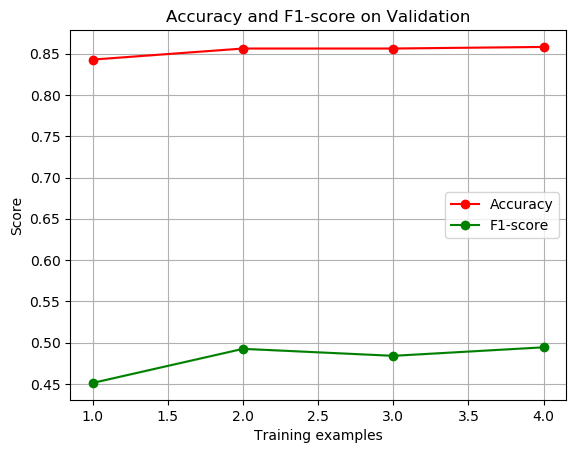 Accuracy and F1-score on Validation
0.85
0.80
0.75
0.70
0.65
0.60
0.55
0.50
0.45
Score
Accuracy
F1-score
1.0 1.5 2.0 2.5 3.0 3.5 4.0
Training examples